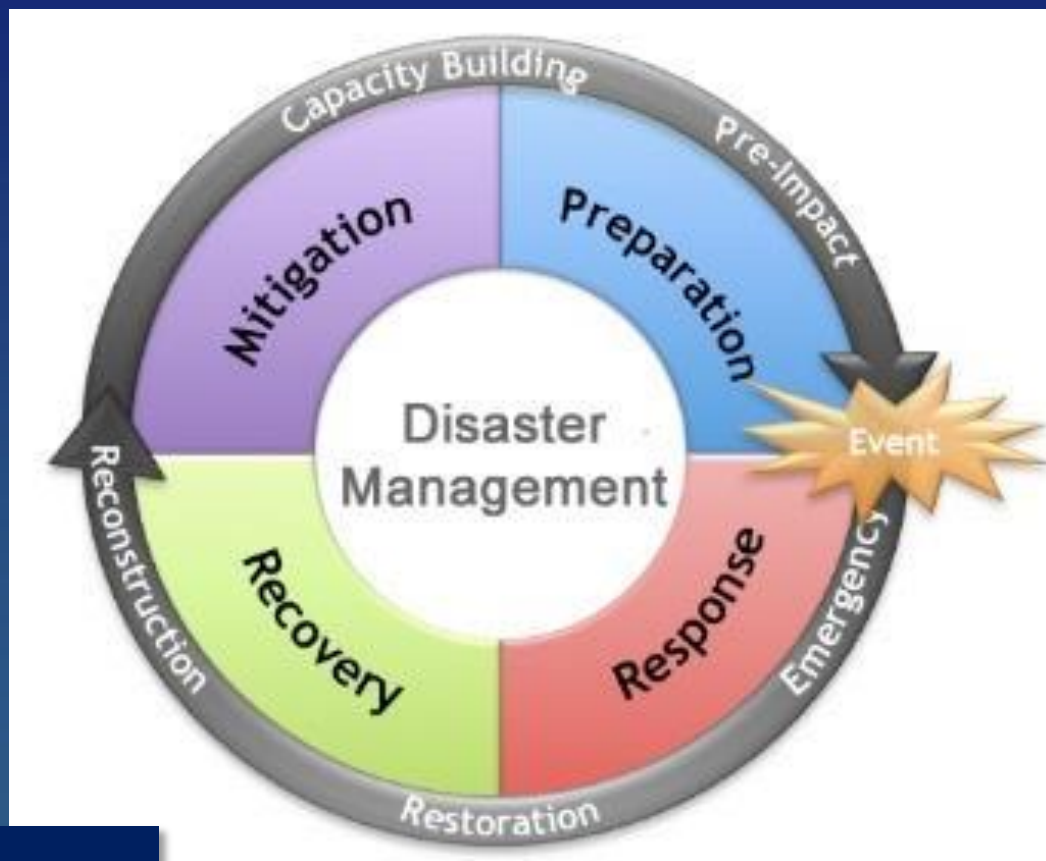 Capacity Building
Pre-Impact
Mitigation
Preparation
Disaster
Management
Event
Reconstruction
Recovery
Response
Emergency
Restoration